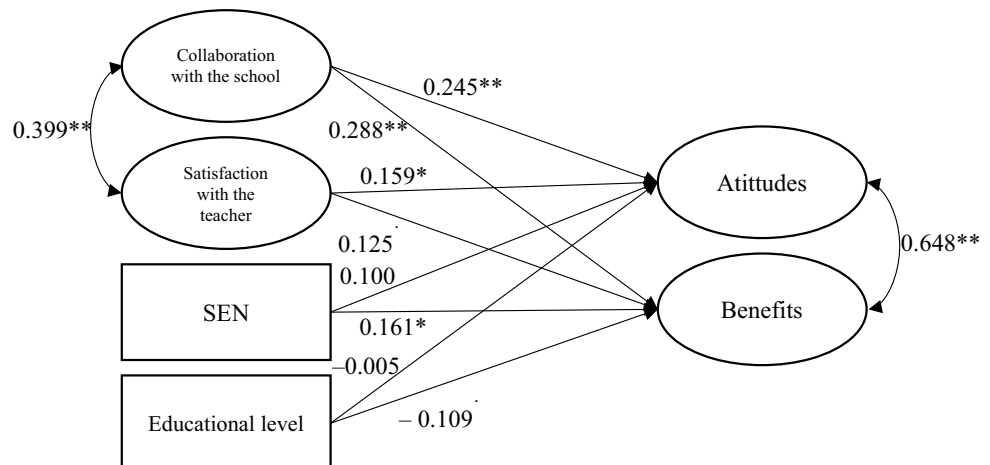 Collaboration
with the school
0.245**
0.288**
0.399**
Satisfaction
with the
teacher
0.159*
Atittudes
0.125·
0.100
0.648**
SEN
Benefits
0.161*
–0.005
Educational level
– 0.109·